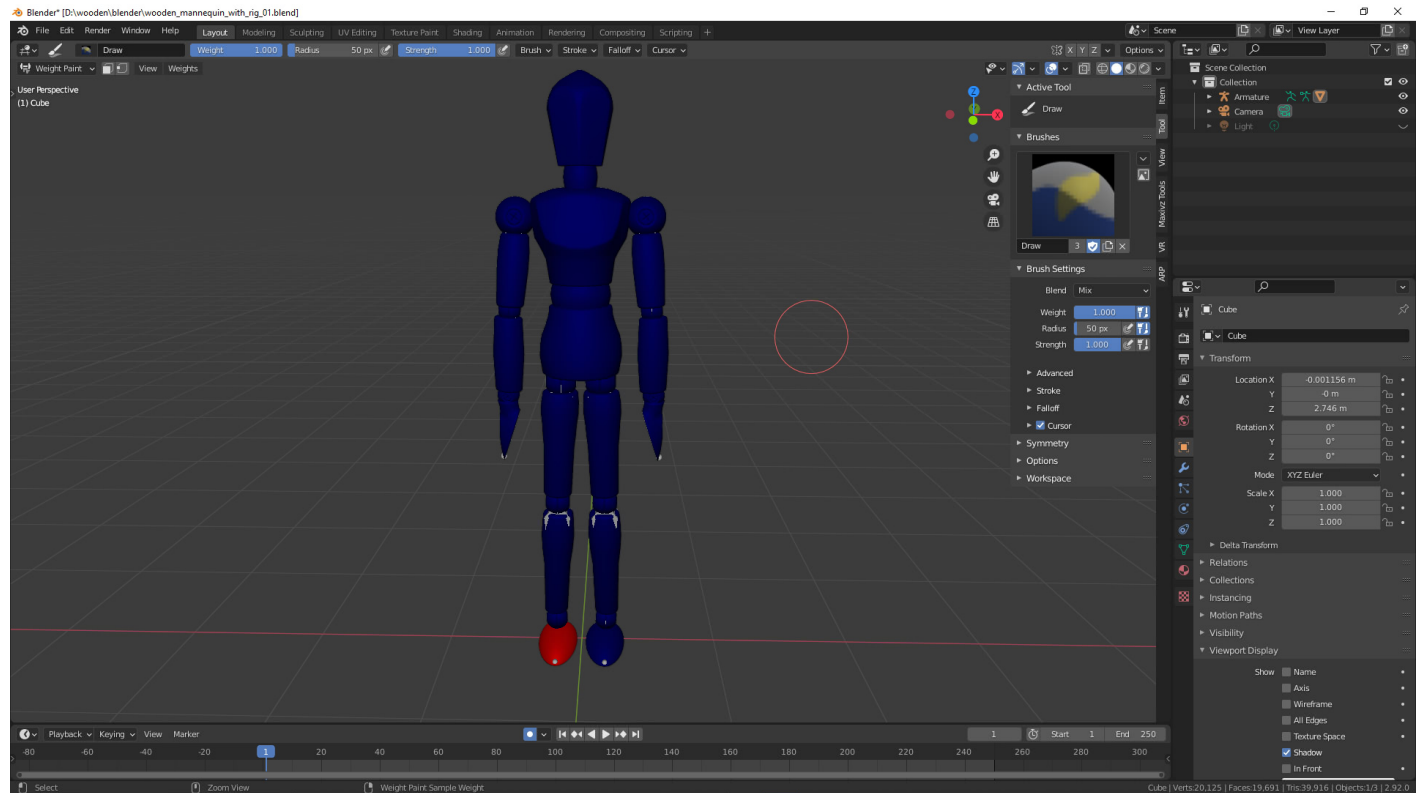 Blender* [D:\wooden\blender\wooden_mannequin_with_rig_01.blend]
File Edit Render Window Help Layout Modeling Sculpting UV Editing Texture Paint Shading Animation Rendering Compositing Scripting + Scene View Layer
Draw Weight 1.000 Radius 50 px Strength 1.000 Brush Stroke Falloff Cursor X Y Z Options
Weight Paint View Weights
User Perspective
(1) Cube
Z
Y
X
Active Tool
Draw
Brushes
Draw 3
Brush Settings
Blend Mix
Weight 1.000
Radius 50 px
Strength 1.000
Advanced
Stroke
Falloff
Cursor
Symmetry
Options
Workspace
Item
Tool
View
Maxivz Tools
VR
ARP
Scene Collection
Collection
Armature
Camera
Light
Cube
Cube
Transform
Location X -0.001156 m
Y -0 m
Z 2.746 m
Rotation X 0°
Y 0°
Z 0°
Mode XYZ Euler
Scale X 1.000
Y 1.000
Z 1.000
Delta Transform
Relations
Collections
Instancing
Motion Paths
Visibility
Viewport Display
Show Name
Axis
Wireframe
All Edges
Texture Space
Shadow
In Front
Playback Keying View Marker 1 Start 1 End 250
-80 -60 -40 -20 1 20 40 60 80 100 120 140 160 180 200 220 240 260 280 300
Select Zoom View Weight Paint Sample Weight Cube | Verts:20,125 | Faces:19,691 | Tris:39,916 | Objects:1/3 | 2.92.0